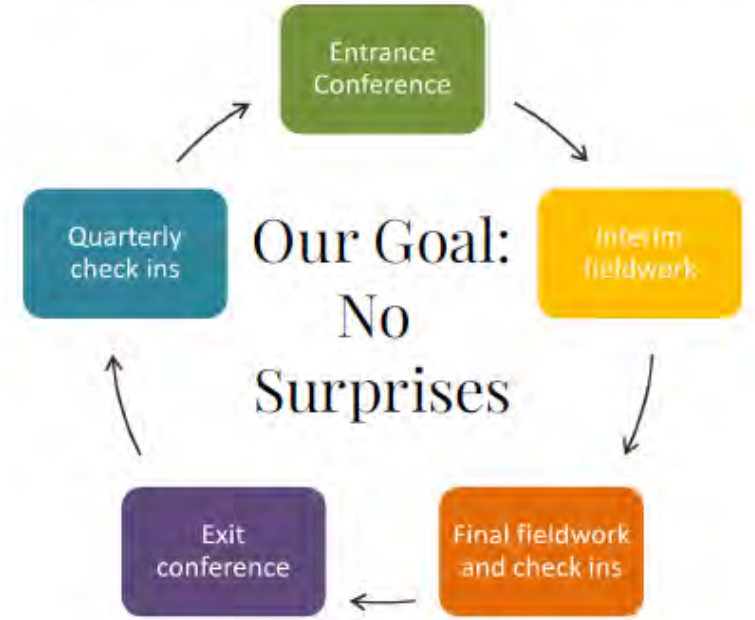 Entrance
Conference
Interim
fieldwork
Final fieldwork
and check ins
Exit
conference
Quarterly
check ins
Our Goal:
No
Surprises